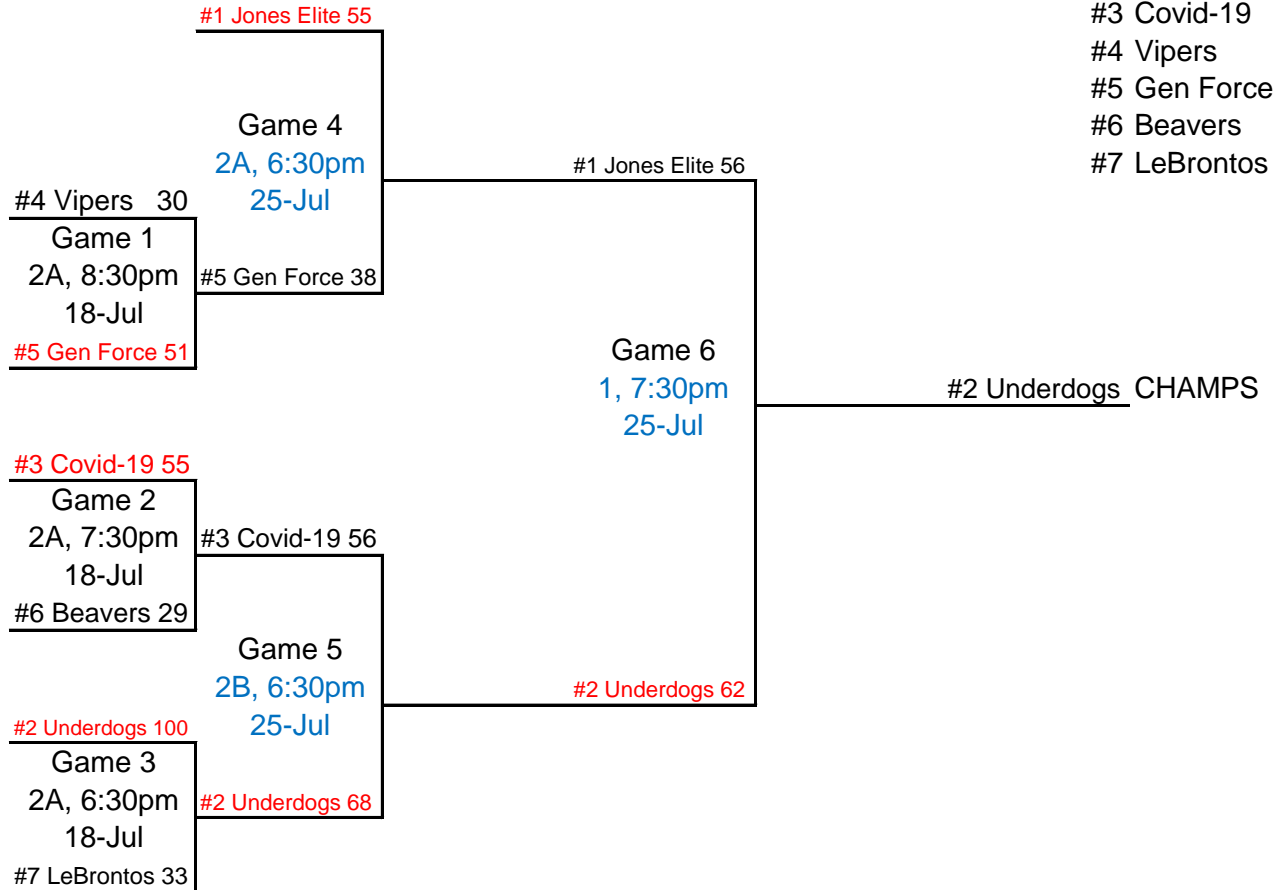 #1 Jones Elite 55
#3 Covid-19
#4 Vipers
#5 Gen Force
#6 Beavers
#7 LeBrontos
Game 4
2A, 6:30pm
25-Jul
#1 Jones Elite 56
#4 Vipers 30
Game 1
2A, 8:30pm
18-Jul
#5 Gen Force 38
#5 Gen Force 51
Game 6
1, 7:30pm
25-Jul
#2 Underdogs CHAMPS
#3 Covid-19 55
Game 2
2A, 7:30pm
18-Jul
#3 Covid-19 56
#6 Beavers 29
Game 5
2B, 6:30pm
25-Jul
#2 Underdogs 62
#2 Underdogs 100
Game 3
2A, 6:30pm
18-Jul
#2 Underdogs 68
#7 LeBrontos 33